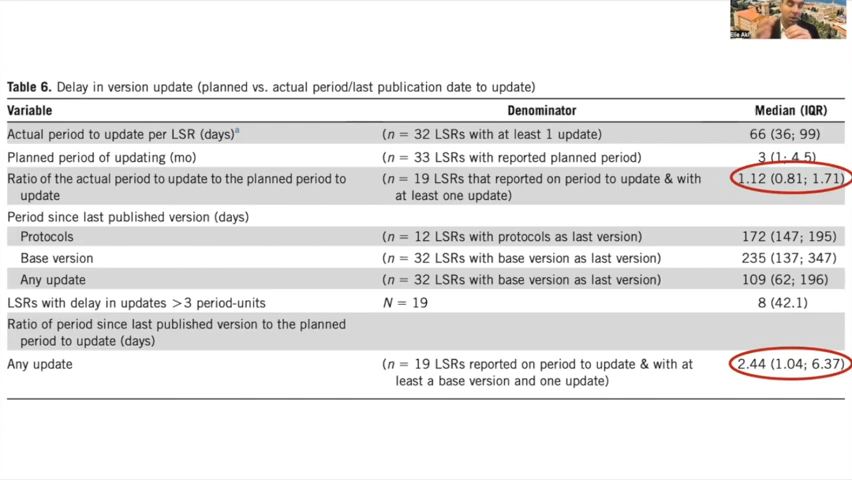 Elie Akl
Table 6. Delay in version update (planned vs. actual period/last publication date to update)
Variable Denominator Median (IQR)
Actual period to update per LSR (days)a (n = 32 LSRs with at least 1 update) 66 (36; 99)
Planned period of updating (mo) (n = 33 LSRs with reported planned period) 3 (1; 4.5)
Ratio of the actual period to update to the planned period to (n = 19 LSRs that reported on period to update & with 1.12 (0.81; 1.71)
update at least one update)
Period since last published version (days)
Protocols (n = 12 LSRs with protocols as last version) 172 (147; 195)
Base version (n = 32 LSRs with base version as last version) 235 (137; 347)
Any update (n = 32 LSRs with base version as last version) 109 (62; 196)
LSRs with delay in updates >3 period-units N = 19 8 (42.1)
Ratio of period since last published version to the planned
period to update (days)
Any update (n = 19 LSRs reported on period to update & with at 2.44 (1.04; 6.37)
least a base version and one update)